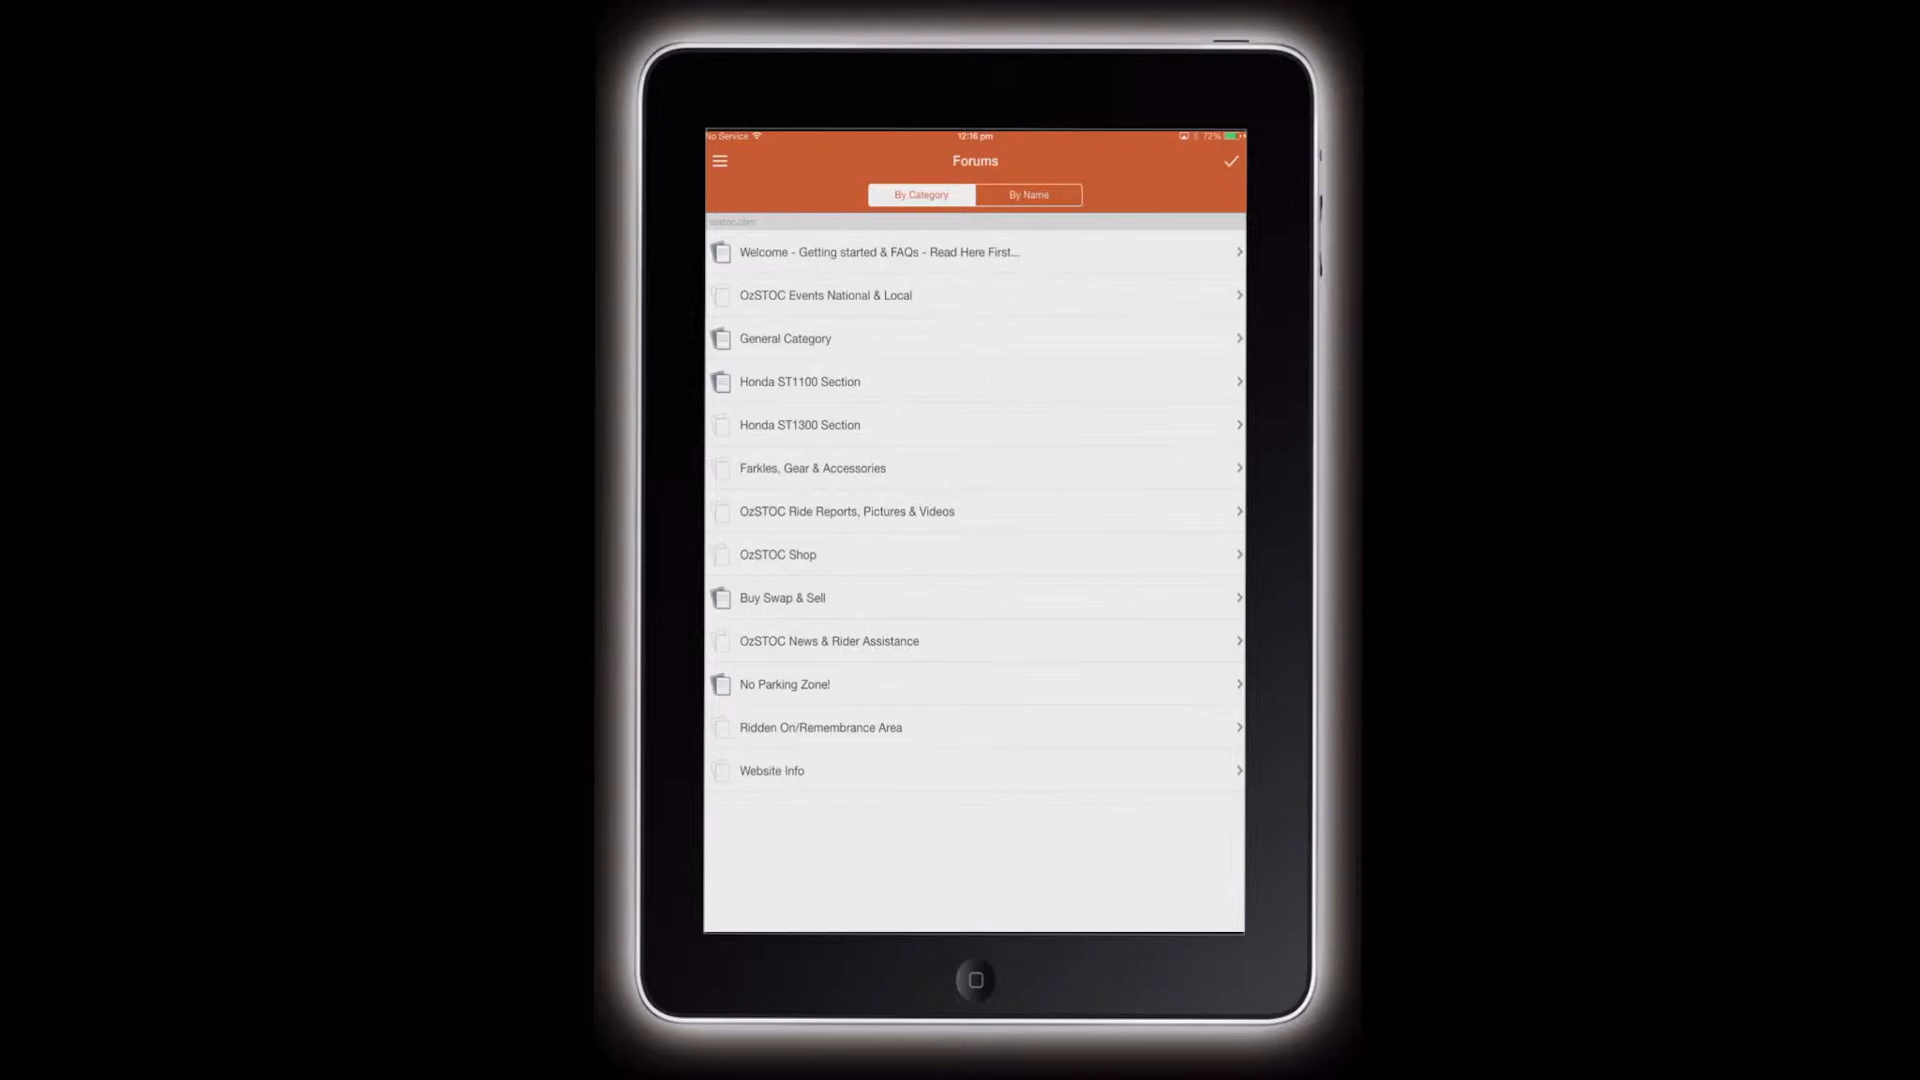 No Service 12:16 pm 72%
Forums
By Category By Name
ozstoc.com
Welcome - Getting started & FAQs - Read Here First...
OzSTOC Events National & Local
General Category
Honda ST1100 Section
Honda ST1300 Section
Farkles, Gear & Accessories
OzSTOC Ride Reports, Pictures & Videos
OzSTOC Shop
Buy Swap & Sell
OzSTOC News & Rider Assistance
No Parking Zone!
Ridden On/Remembrance Area
Website Info